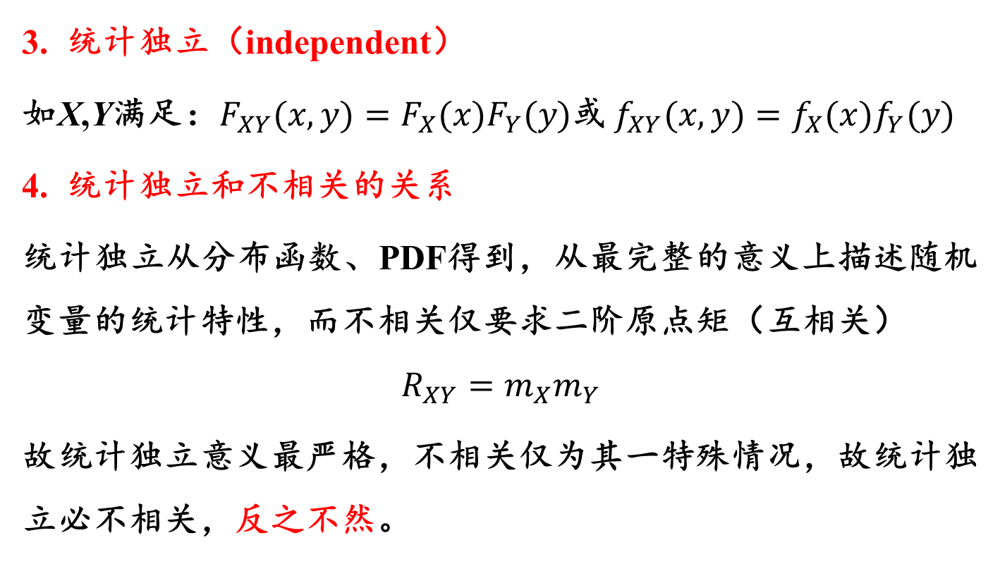 3. 统计独立（independent）
如X,Y满足：F_{XY}(x,y) = F_X(x)F_Y(y)或 f_{XY}(x,y) = f_X(x)f_Y(y)
4. 统计独立和不相关的关系
统计独立从分布函数、PDF得到，从最完整的意义上描述随机
变量的统计特性，而不相关仅要求二阶原点矩（互相关）
R_{XY} = m_X m_Y
故统计独立意义最严格，不相关仅为其一特殊情况，故统计独
立必不相关，反之不然。